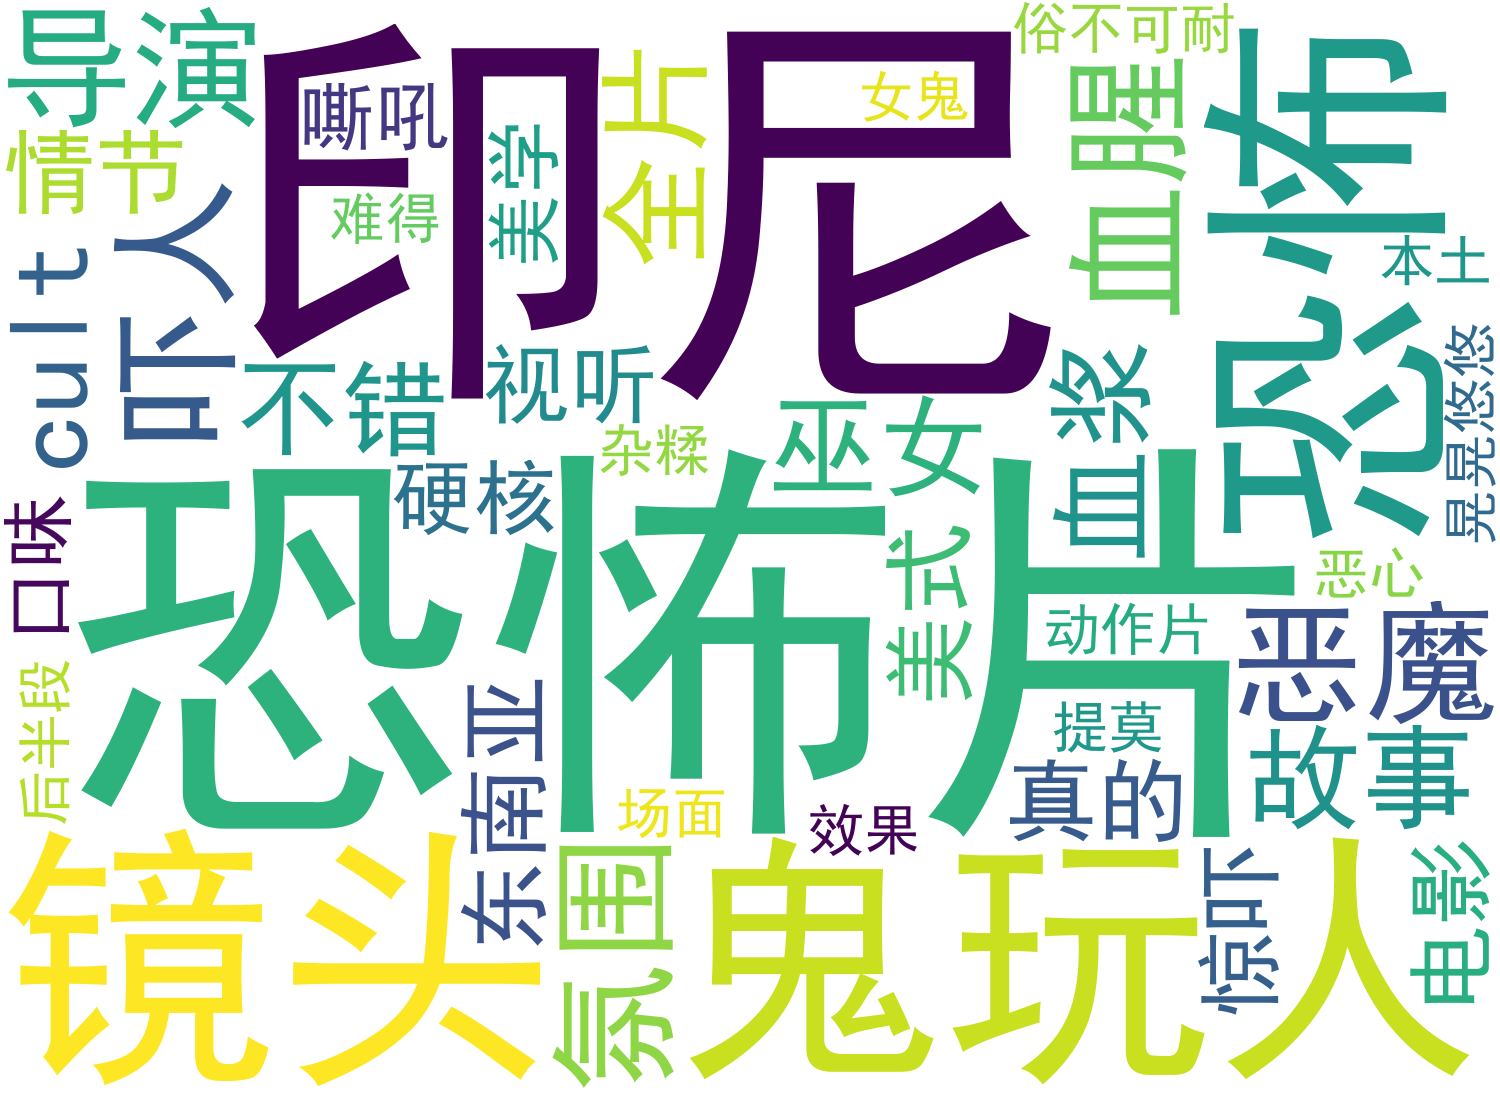 导演
印尼
俗不可耐
恐怖
嘶吼
女鬼
全片
血腥
情节
美学
吓人
难得
本土
cult
不错
视听
血浆
晃晃悠悠
巫女
杂糅
硬核
恐怖片
口味
美式
恶心
动作片
恶魔
后半段
东南亚
提莫
故事
真的
场面
效果
镜头
氛围
鬼玩人
惊吓
电影